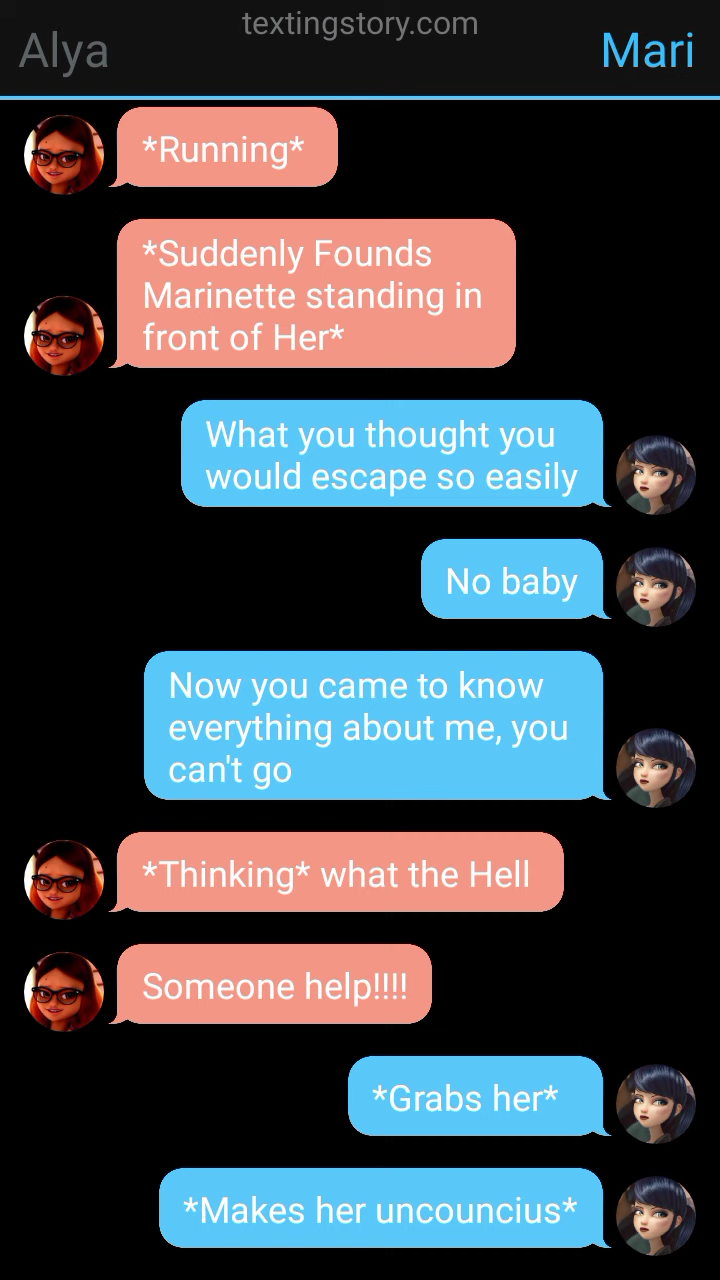 textingstory.com
Alya
Mari
*Running*
*Suddenly Founds
Marinette standing in
front of Her*
What you thought you
would escape so easily
No baby
Now you came to know
everything about me, you
can't go
*Thinking* what the Hell
Someone help!!!!
*Grabs her*
*Makes her uncouncius*